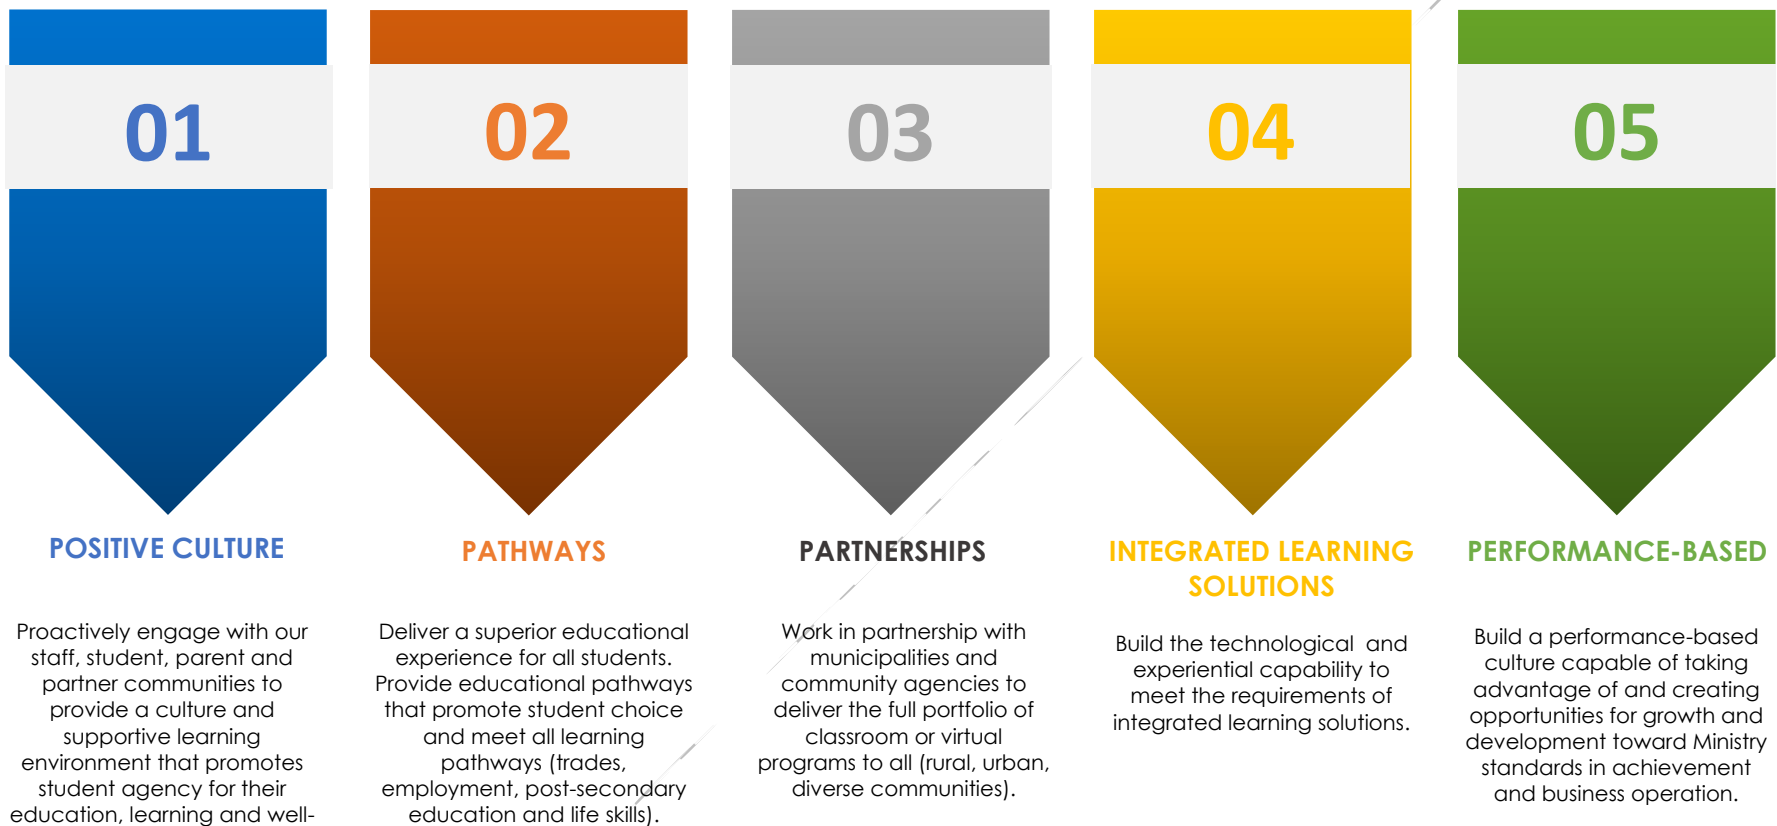 01
POSITIVE CULTURE
Proactively engage with our
staff, student, parent and
partner communities to
provide a culture and
supportive learning
environment that promotes
student agency for their
education, learning and well-
02
PATHWAYS
Deliver a superior educational
experience for all students.
Provide educational pathways
that promote student choice
and meet all learning
pathways (trades,
employment, post-secondary
education and life skills).
03
PARTNERSHIPS
Work in partnership with
municipalities and
community agencies to
deliver the full portfolio of
classroom or virtual
programs to all (rural, urban,
diverse communities).
04
INTEGRATED LEARNING
SOLUTIONS
Build the technological and
experiential capability to
meet the requirements of
integrated learning solutions.
05
PERFORMANCE-BASED
Build a performance-based
culture capable of taking
advantage of and creating
opportunities for growth and
development toward Ministry
standards in achievement
and business operation.